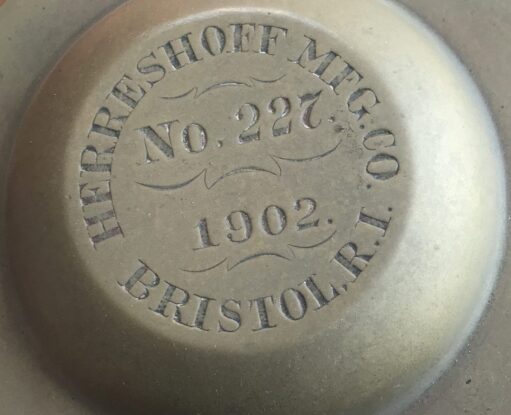 HERRESHOFF MFG. CO.
No. 227.
1902.
BRISTOL, R.I.